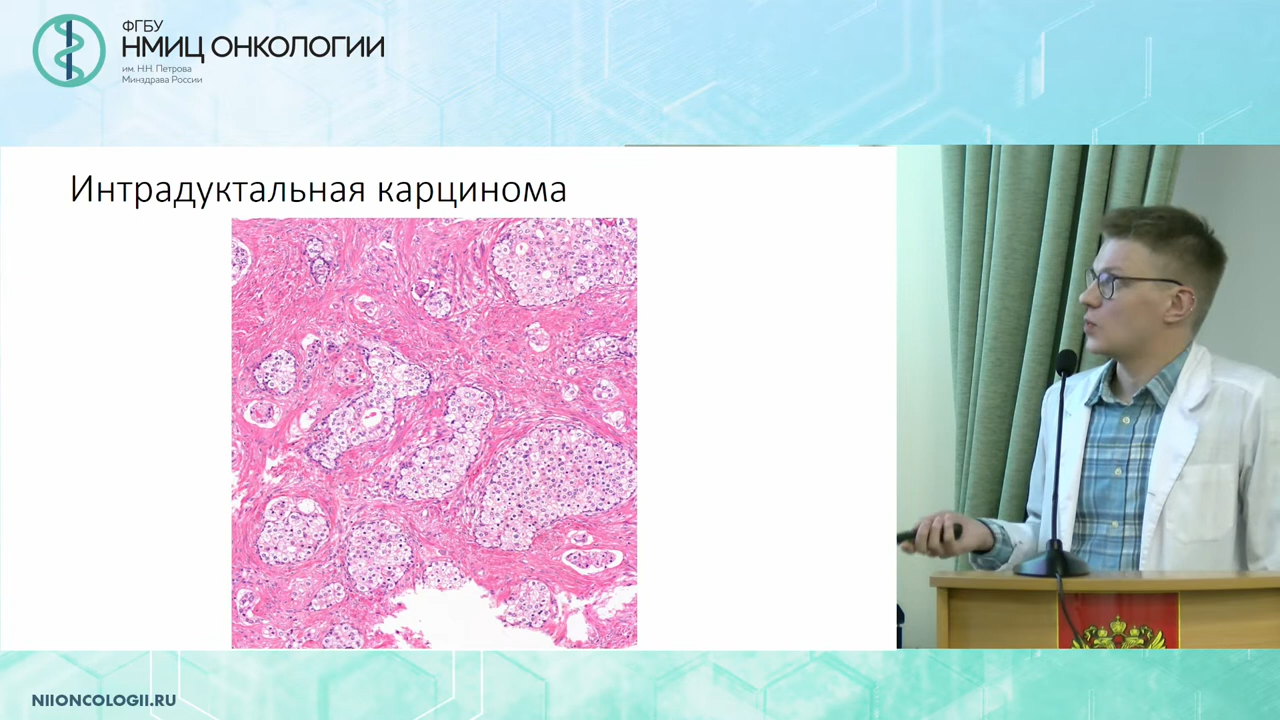 ФГБУ
НМИЦ ОНКОЛОГИИ
им. Н.Н. Петрова
Минздрава России
Интрадуктальная карцинома
NIIONCOLOGII.RU